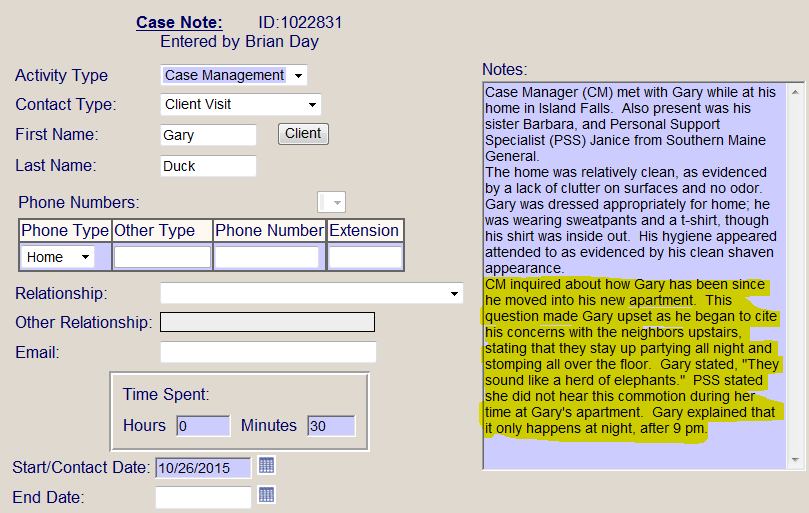 Case Note: ID:1022831
Entered by Brian Day
Activity Type Case Management
Contact Type: Client Visit
First Name: Gary Client
Last Name: Duck
Phone Numbers:
Phone Type Other Type Phone Number Extension
Home
Relationship:
Other Relationship:
Email:
Time Spent:
Hours 0 Minutes 30
Start/Contact Date: 10/26/2015
End Date:
Notes:
Case Manager (CM) met with Gary while at his
home in Island Falls. Also present was his
sister Barbara, and Personal Support
Specialist (PSS) Janice from Southern Maine
General.
The home was relatively clean, as evidenced
by a lack of clutter on surfaces and no odor.
Gary was dressed appropriately for home; he
was wearing sweatpants and a t-shirt, though
his shirt was inside out. His hygiene appeared
attended to as evidenced by his clean shaven
appearance.
CM inquired about how Gary has been since
he moved into his new apartment. This
question made Gary upset as he began to cite
his concerns with the neighbors upstairs,
stating that they stay up partying all night and
stomping all over the floor. Gary stated, "They
sound like a herd of elephants." PSS stated
she did not hear this commotion during her
time at Gary's apartment. Gary explained that
it only happens at night, after 9 pm.